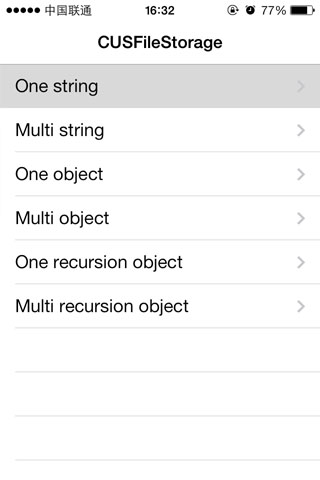 中国联通 16:32 77%
CUSFileStorage
One string
Multi string
One object
Multi object
One recursion object
Multi recursion object